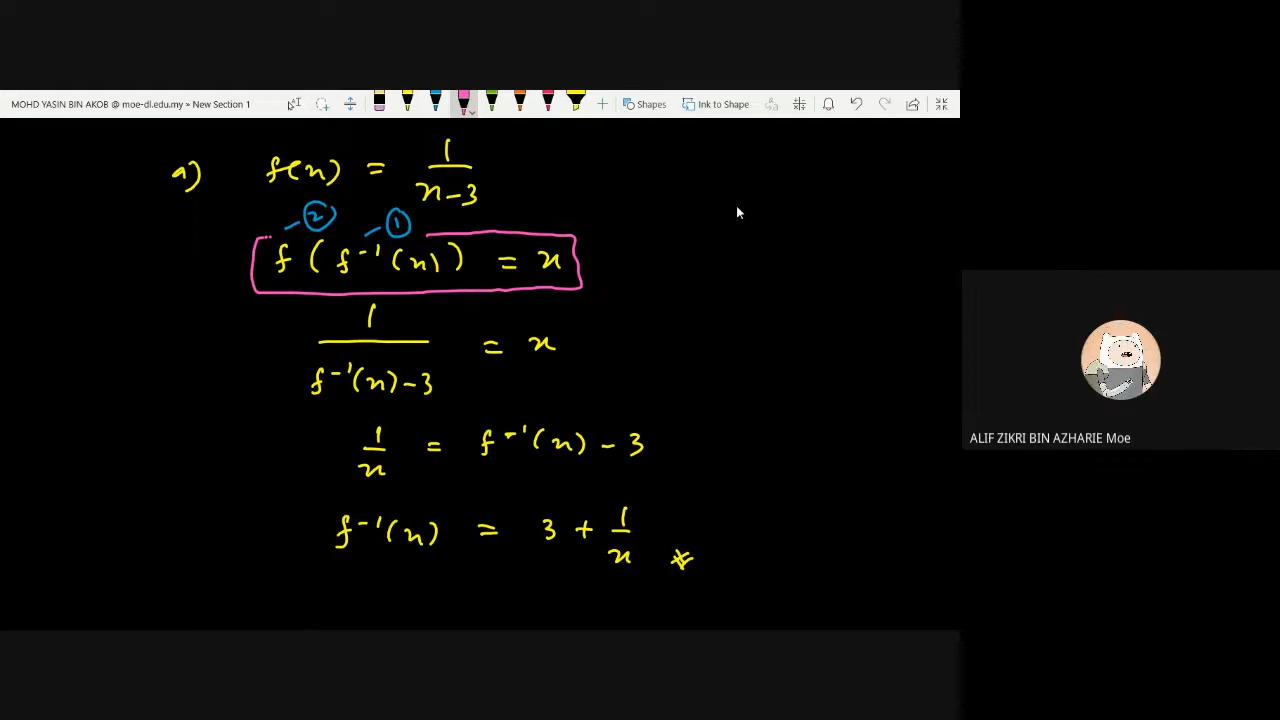 MOHD YASIN BIN AKOB @ moe-dl.edu.my » New Section 1
Shapes
Ink to Shape
a) f(x) = 1/(x-3)
② ①
f(f⁻¹(x)) = x
1/(f⁻¹(x)-3) = x
1/x = f⁻¹(x) - 3
f⁻¹(x) = 3 + 1/x
ALIF ZIKRI BIN AZHARIE Moe